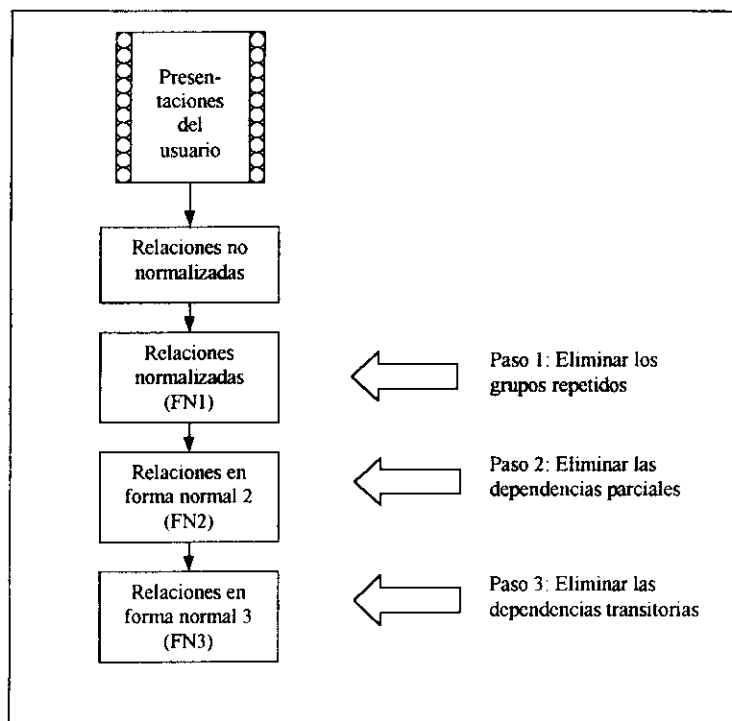 Presen-
taciones
del
usuario
Relaciones no
normalizadas
Relaciones
normalizadas
(FN1)
Paso 1: Eliminar los
grupos repetidos
Relaciones en
forma normal 2
(FN2)
Paso 2: Eliminar las
dependencias parciales
Relaciones en
forma normal 3
(FN3)
Paso 3: Eliminar las
dependencias transitorias